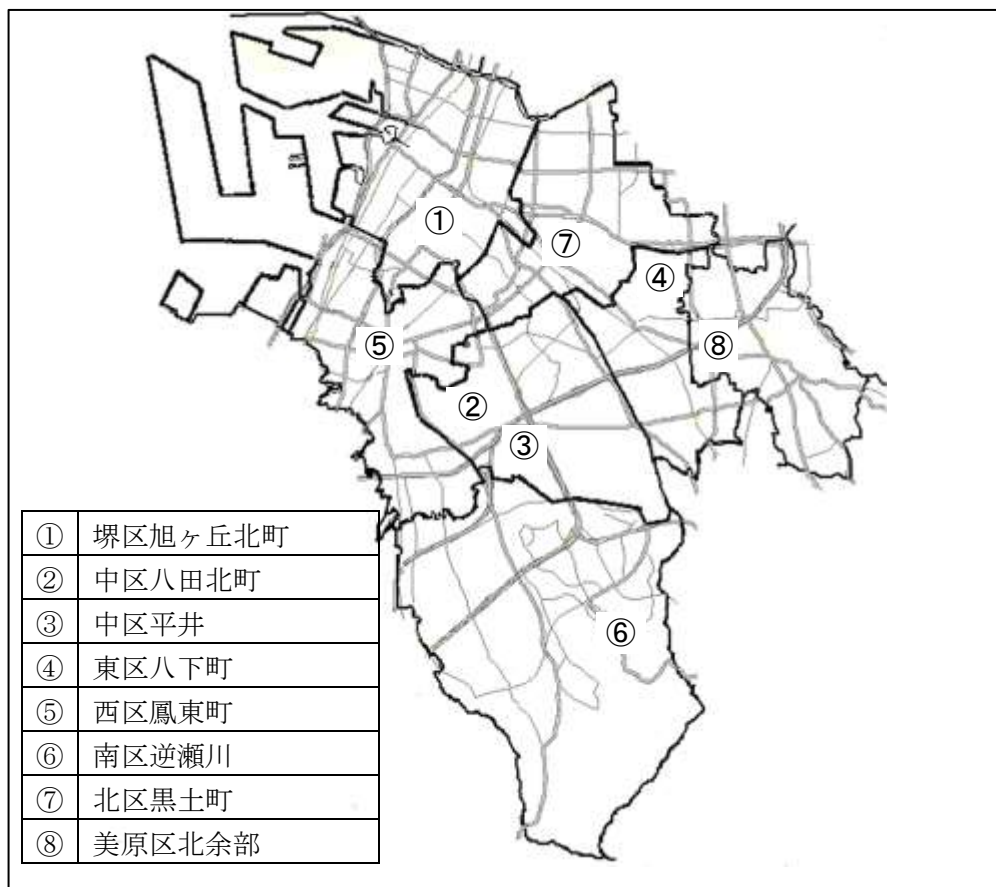 ①
⑦
④
⑤
⑧
②
③
⑥
① 堺区旭ヶ丘北町
② 中区八田北町
③ 中区平井
④ 東区八下町
⑤ 西区鳳東町
⑥ 南区逆瀬川
⑦ 北区黒土町
⑧ 美原区北余部